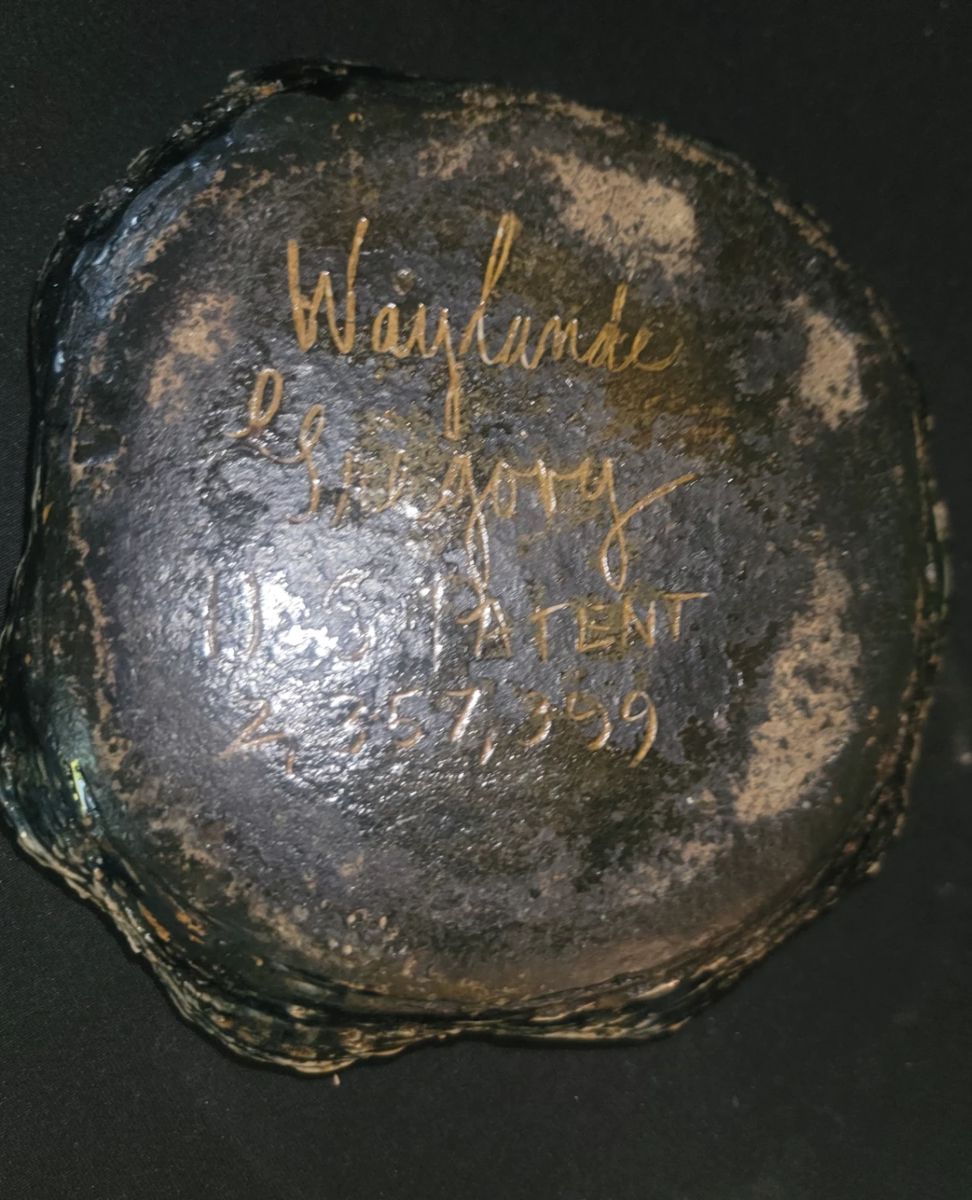 Waylande
Gregory
U S PATENT
2,357,399